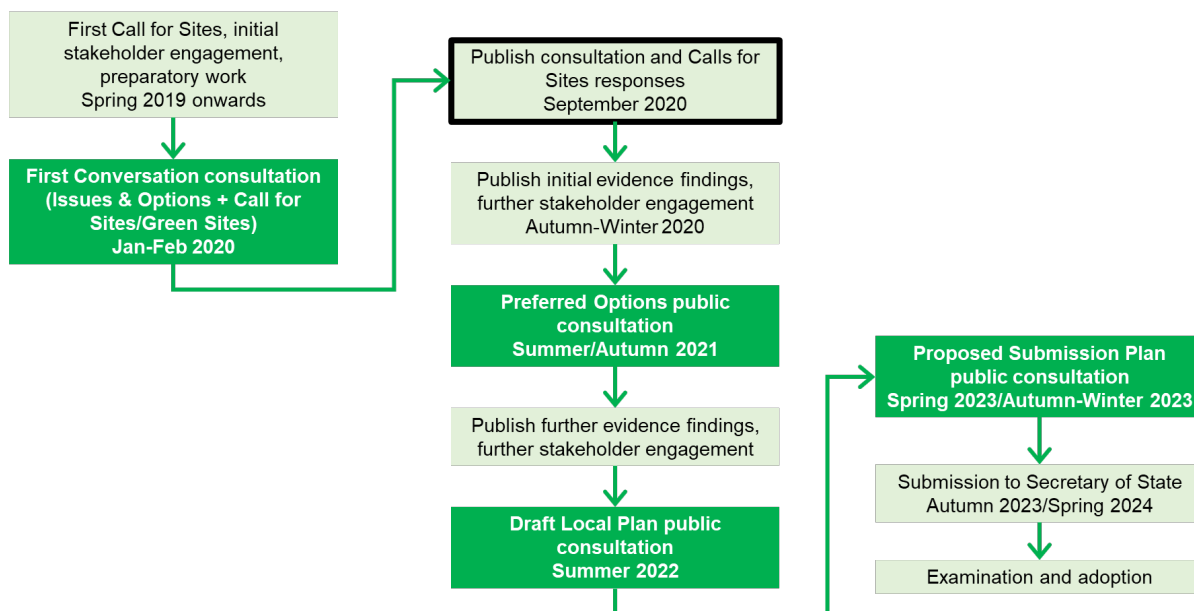 First Call for Sites, initial
stakeholder engagement,
preparatory work
Spring 2019 onwards
First Conversation consultation
(Issues & Options + Call for
Sites/Green Sites)
Jan-Feb 2020
Publish consultation and Calls for
Sites responses
September 2020
Publish initial evidence findings,
further stakeholder engagement
Autumn-Winter 2020
Preferred Options public
consultation
Summer/Autumn 2021
Publish further evidence findings,
further stakeholder engagement
Draft Local Plan public
consultation
Summer 2022
Proposed Submission Plan
public consultation
Spring 2023/Autumn-Winter 2023
Submission to Secretary of State
Autumn 2023/Spring 2024
Examination and adoption